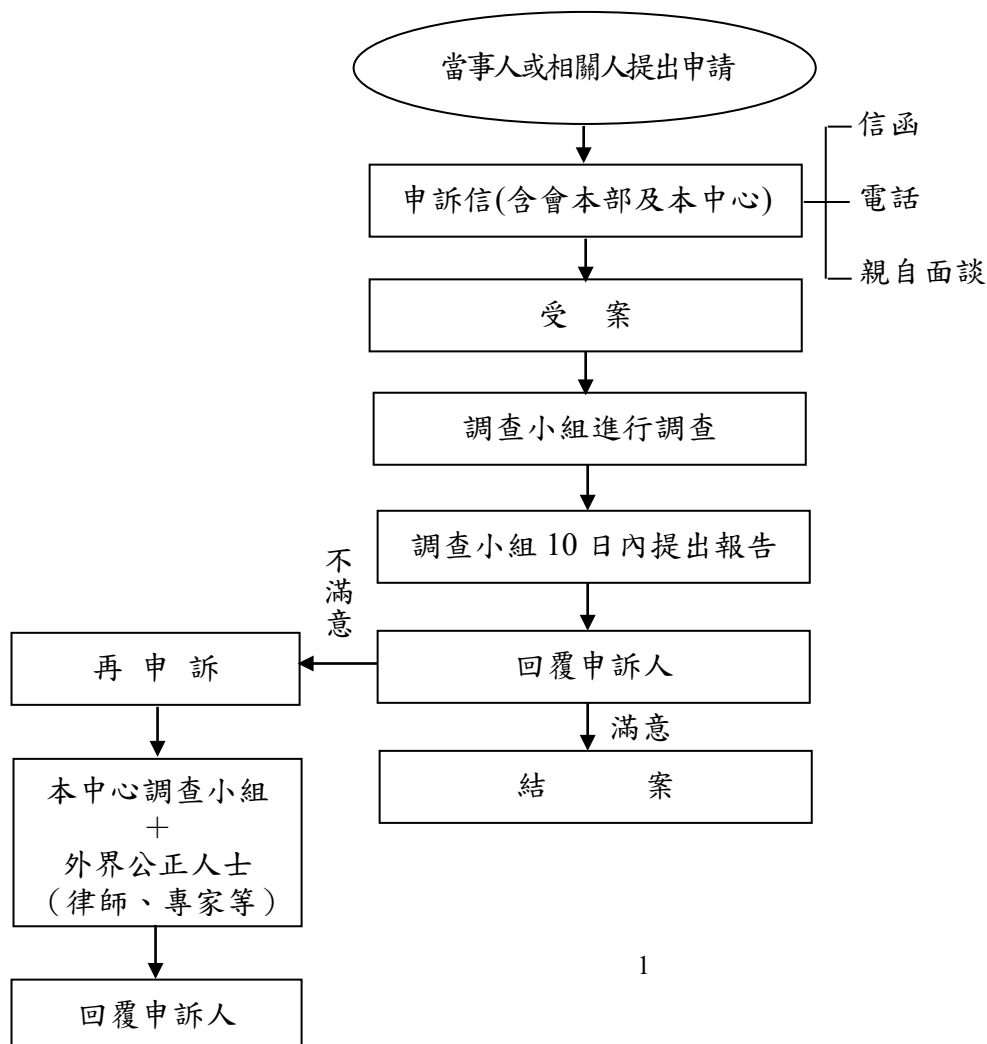 當事人或相關人提出申請
信函
申訴信(含會本部及本中心)
電話
親自面談
受 案
調查小組進行調查
調查小組 10 日內提出報告
不滿意
再 申 訴
回覆申訴人
滿意
結 案
本中心調查小組
＋
外界公正人士
（律師、專家等）
回覆申訴人
1